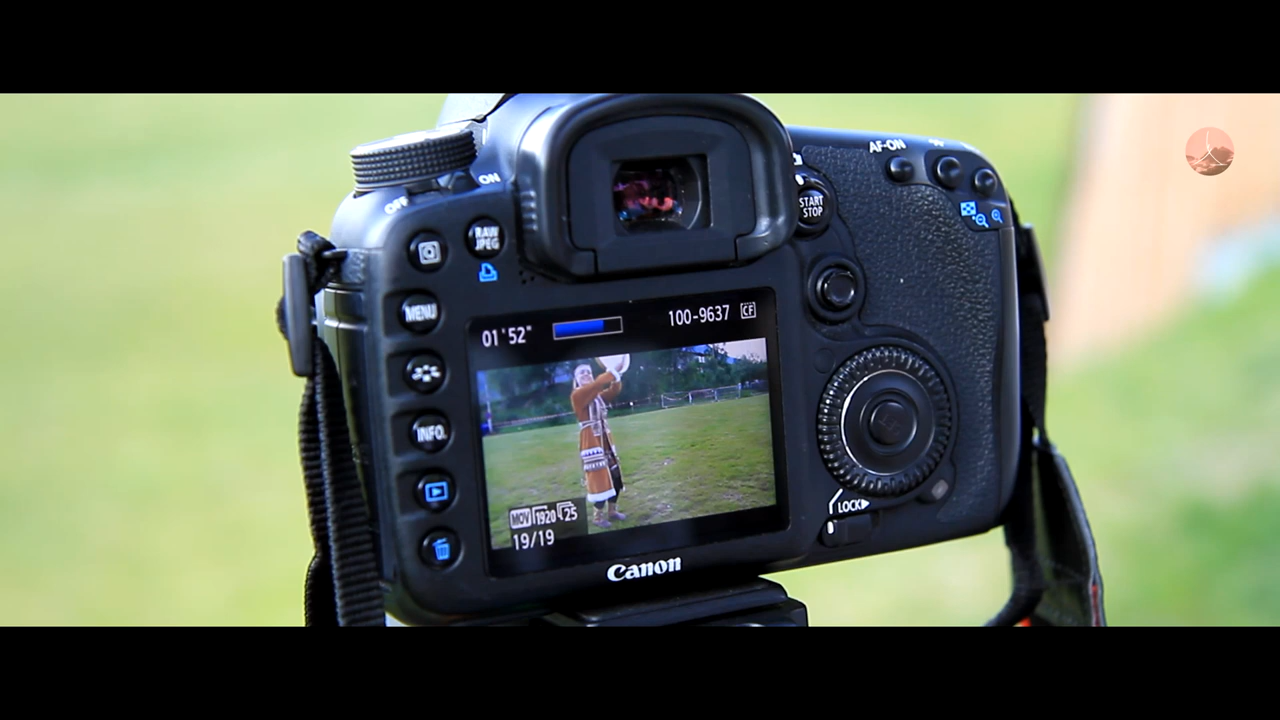 AF-ON
ON
OFF
START
STOP
RAW
JPEG
MENU
INFO.
01'52"
100-9637 CF
MOV 1920 25
19/19
LOCK
Canon